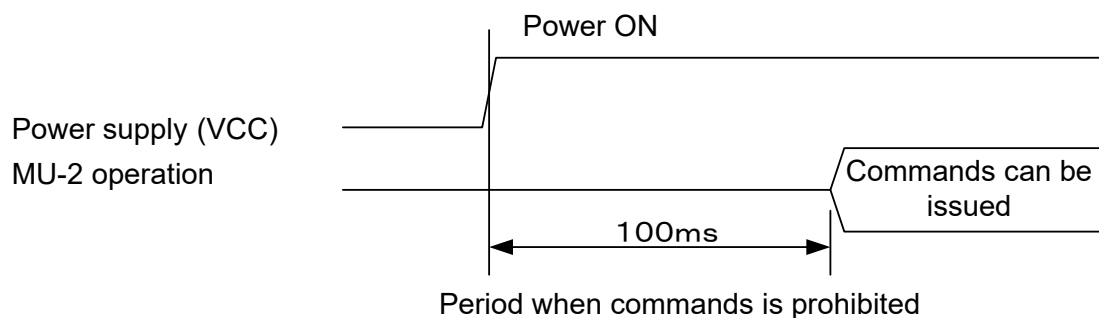 Power ON
Power supply (VCC)
MU-2 operation
Commands can be
issued
100ms
Period when commands is prohibited